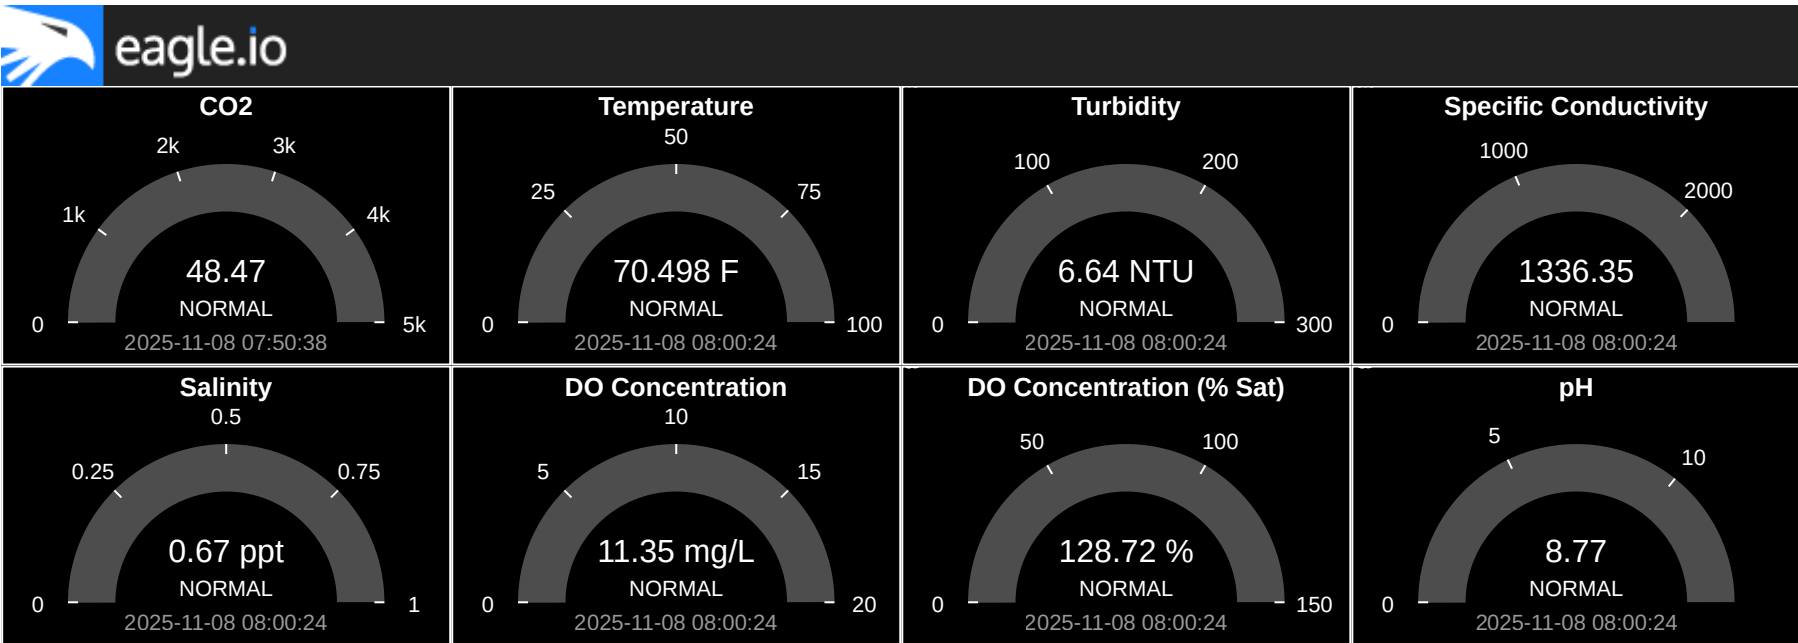 eagle.io
CO2
2k
3k
1k
4k
48.47
NORMAL
0
5k
2025-11-08 07:50:38
Temperature
50
25
75
70.498 F
NORMAL
0
100
2025-11-08 08:00:24
Turbidity
100
200
6.64 NTU
NORMAL
0
300
2025-11-08 08:00:24
Specific Conductivity
1000
2000
1336.35
NORMAL
0
2025-11-08 08:00:24
Salinity
0.5
0.25
0.75
0.67 ppt
NORMAL
0
1
2025-11-08 08:00:24
DO Concentration
10
5
15
11.35 mg/L
NORMAL
0
20
2025-11-08 08:00:24
DO Concentration (% Sat)
50
100
128.72 %
NORMAL
0
150
2025-11-08 08:00:24
pH
5
10
8.77
NORMAL
0
2025-11-08 08:00:24